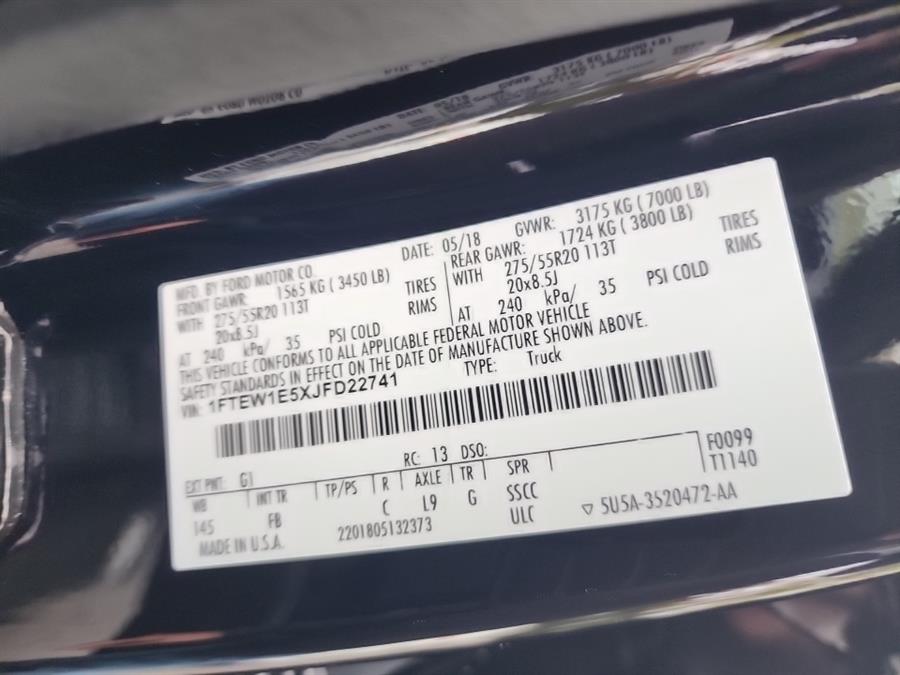 3175 KG (7000 LB)
DATE: 05/18 GVWR: 3175 KG ( 7000 LB)
MFD. BY FORD MOTOR CO.
FRONT GAWR: 1565 KG ( 3450 LB) REAR GAWR: 1724 KG ( 3800 LB)
WITH 275/55R20 113T TIRES WITH 275/55R20 113T TIRES
20x8.5J RIMS 20x8.5J RIMS
AT 240 kPa/ 35 PSI COLD AT 240 kPa/ 35 PSI COLD
THIS VEHICLE CONFORMS TO ALL APPLICABLE FEDERAL MOTOR VEHICLE
SAFETY STANDARDS IN EFFECT ON THE DATE OF MANUFACTURE SHOWN ABOVE.
VIN: 1FTEW1E5XJFD22741 TYPE: Truck
EXT PNT: G1 RC: 13 DSO: F0099
WB INT TR TP/PS R AXLE TR SPR T1140
145 FB C L9 G SSCC
2201805132373 ULC ▽ 5U5A-3520472-AA
MADE IN U.S.A.